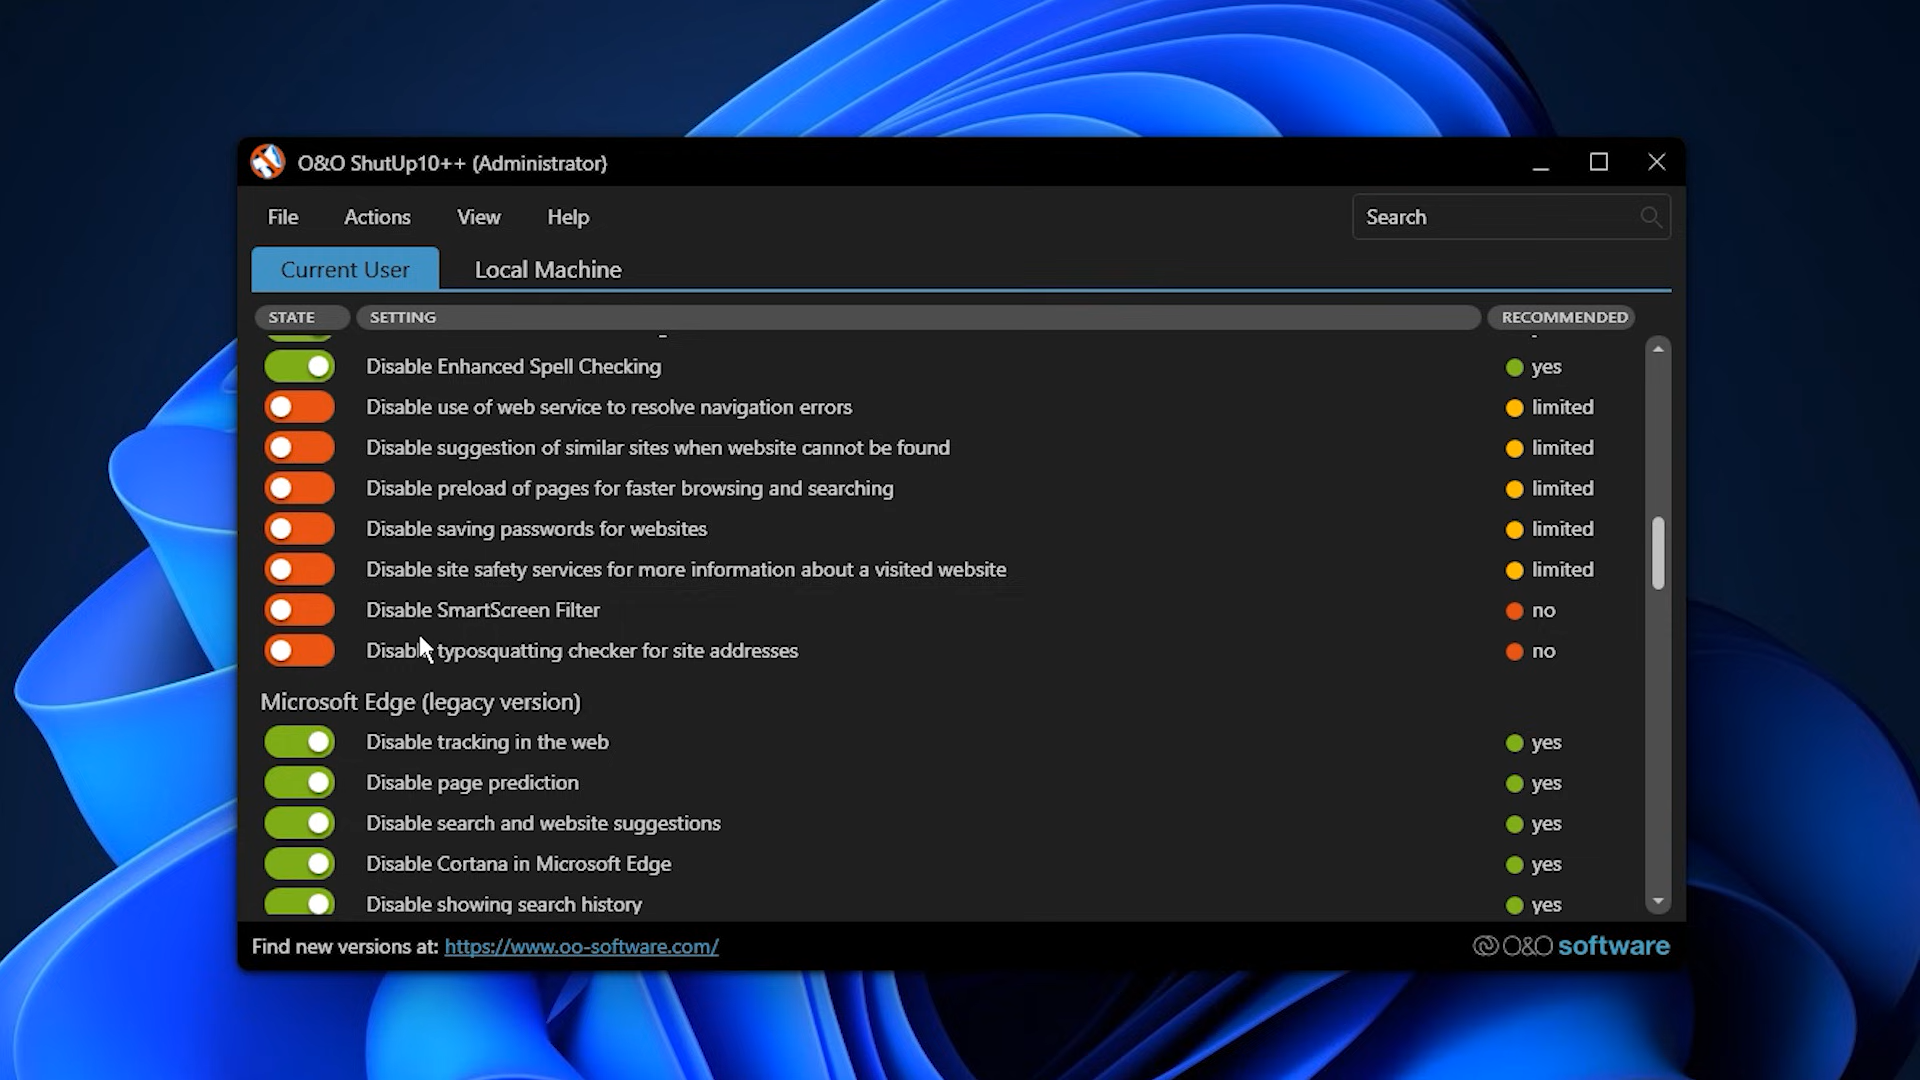 O&O ShutUp10++ (Administrator)
File Actions View Help Search
Current User Local Machine
STATE SETTING RECOMMENDED
Disable Enhanced Spell Checking yes
Disable use of web service to resolve navigation errors limited
Disable suggestion of similar sites when website cannot be found limited
Disable preload of pages for faster browsing and searching limited
Disable saving passwords for websites limited
Disable site safety services for more information about a visited website limited
Disable SmartScreen Filter no
Disable typosquatting checker for site addresses no
Microsoft Edge (legacy version)
Disable tracking in the web yes
Disable page prediction yes
Disable search and website suggestions yes
Disable Cortana in Microsoft Edge yes
Disable showing search history yes
Find new versions at: https://www.oo-software.com/ O&O software